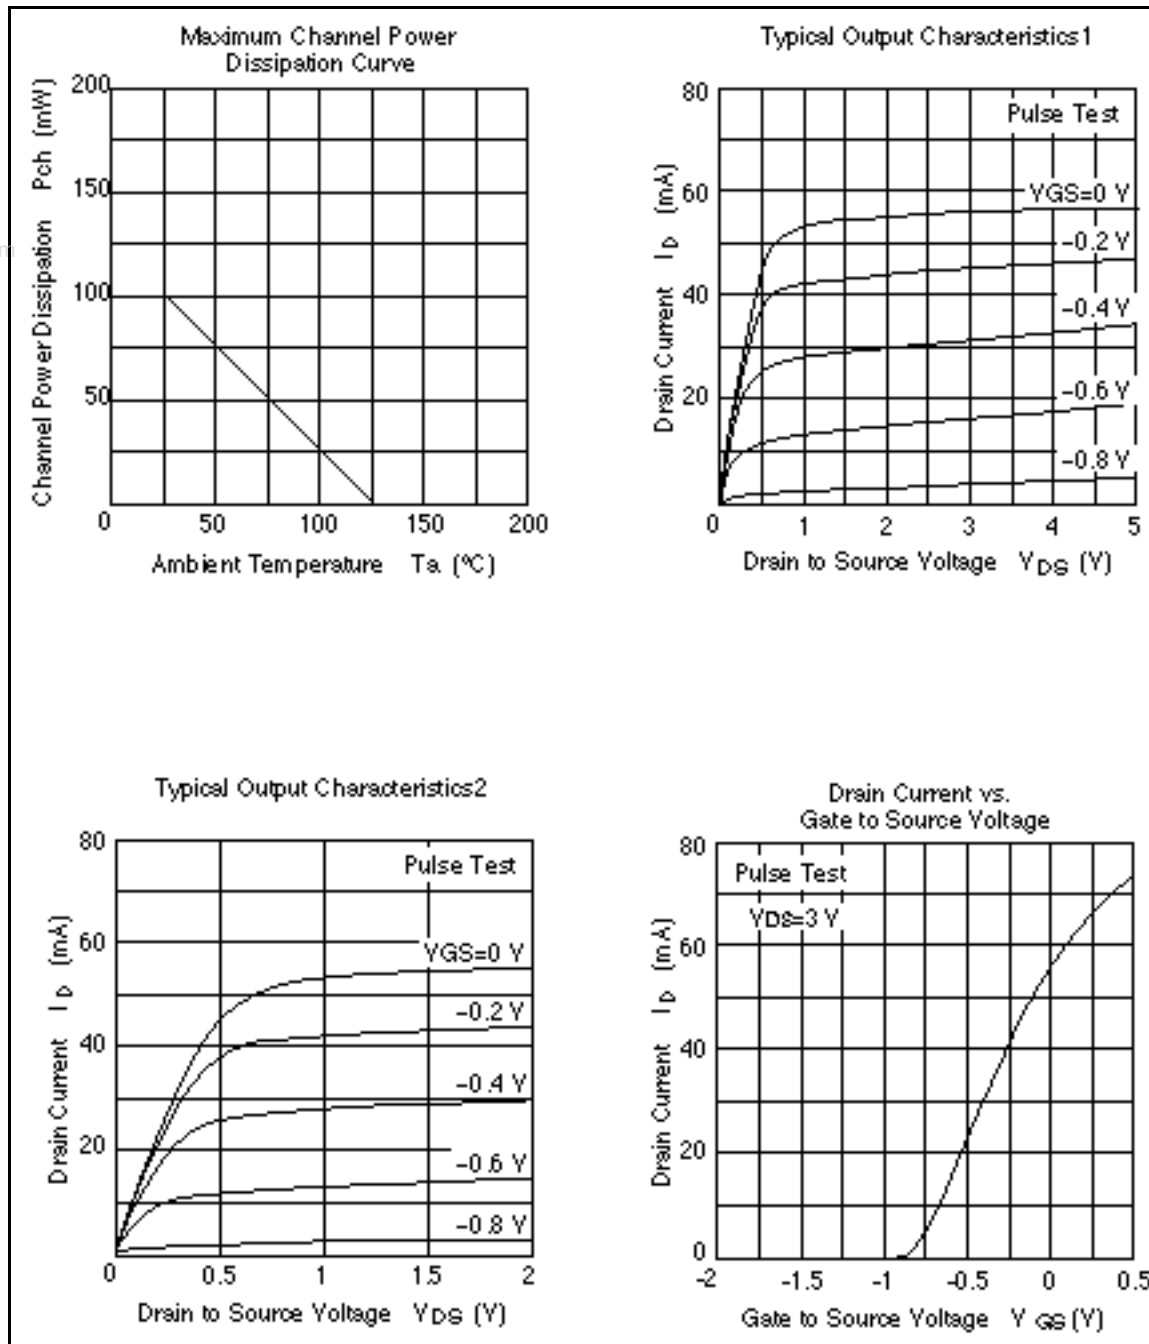 Maximum Channel Power
Dissipation Curve
Channel Power Dissipation Pch (mW)
200
150
100
50
0 50 100 150 200
Ambient Temperature Ta (°C)
Typical Output Characteristics1
Drain Current I D (mA)
80
60
40
20
Pulse Test
VGS=0 V
−0.2 V
−0.4 V
−0.6 V
−0.8 V
0 1 2 3 4 5
Drain to Source Voltage VDS (V)
Typical Output Characteristics2
Drain Current I D (mA)
80
60
40
20
Pulse Test
VGS=0 V
−0.2 V
−0.4 V
−0.6 V
−0.8 V
0 0.5 1 1.5 2
Drain to Source Voltage VDS (V)
Drain Current vs.
Gate to Source Voltage
Drain Current I D (mA)
80
60
40
20
0
Pulse Test
VDS=3 V
-2 -1.5 -1 -0.5 0 0.5
Gate to Source Voltage V GS (V)